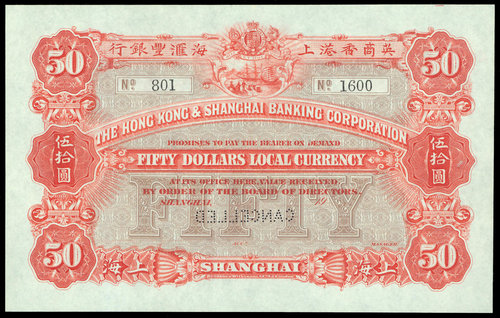 行銀豐滙海 上港香商英
50 50
No. 801 No. 1600
THE HONG KONG & SHANGHAI BANKING CORPORATION
PROMISES TO PAY THE BEARER ON DEMAND
伍拾圓 FIFTY DOLLARS LOCAL CURRENCY 伍拾圓
AT ITS OFFICE HERE, VALUE RECEIVED
BY ORDER OF THE BOARD OF DIRECTORS.
SHANGHAI, 19
FIFTY
CANCELLED
MANAGER
50 海上 SHANGHAI 海上 50